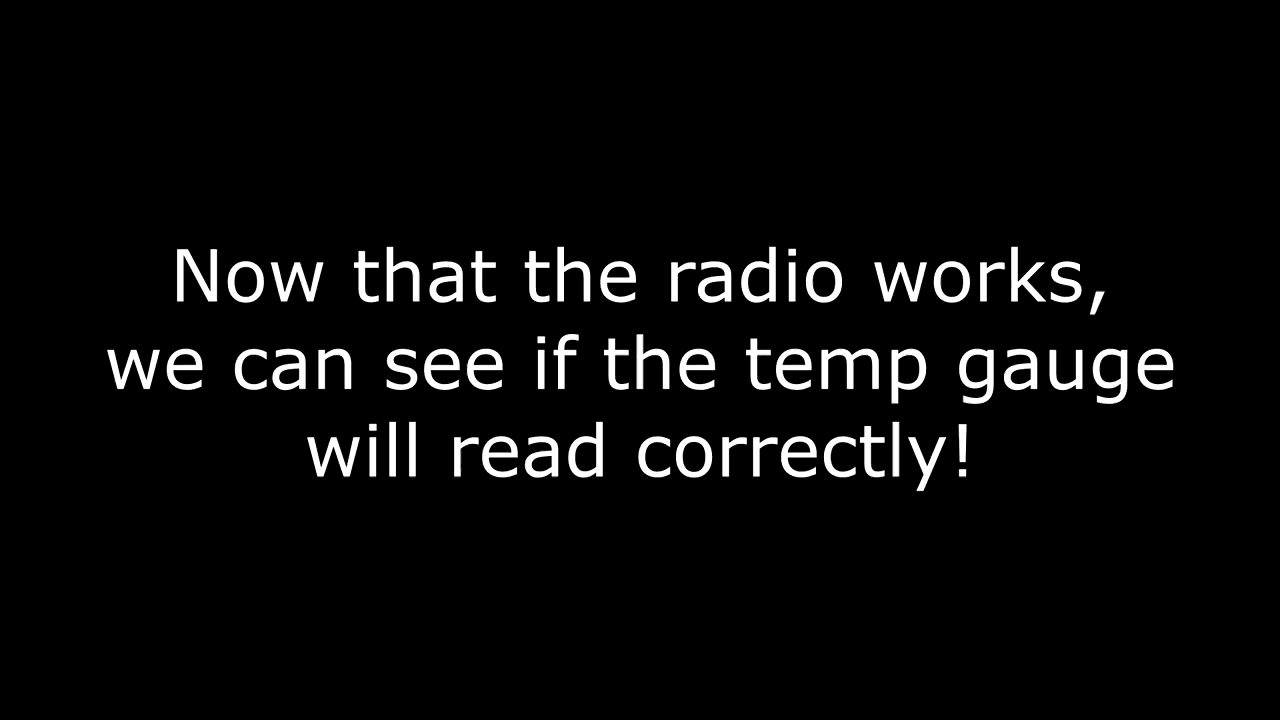 Now that the radio works,
we can see if the temp gauge
will read correctly!